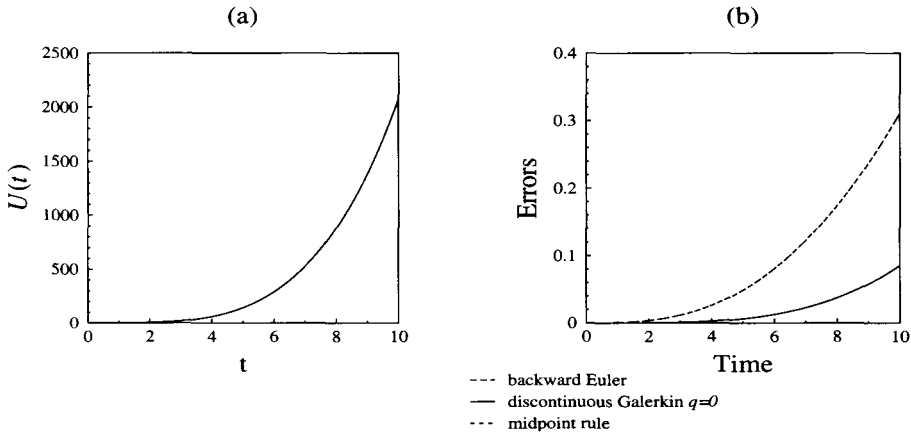 (a)
2500
2000
1500
1000
500
0
U(t)
0 2 4 6 8 10
t
(b)
0.4
0.3
0.2
0.1
0
Errors
0 2 4 6 8 10
Time
backward Euler
discontinuous Galerkin q=0
midpoint rule